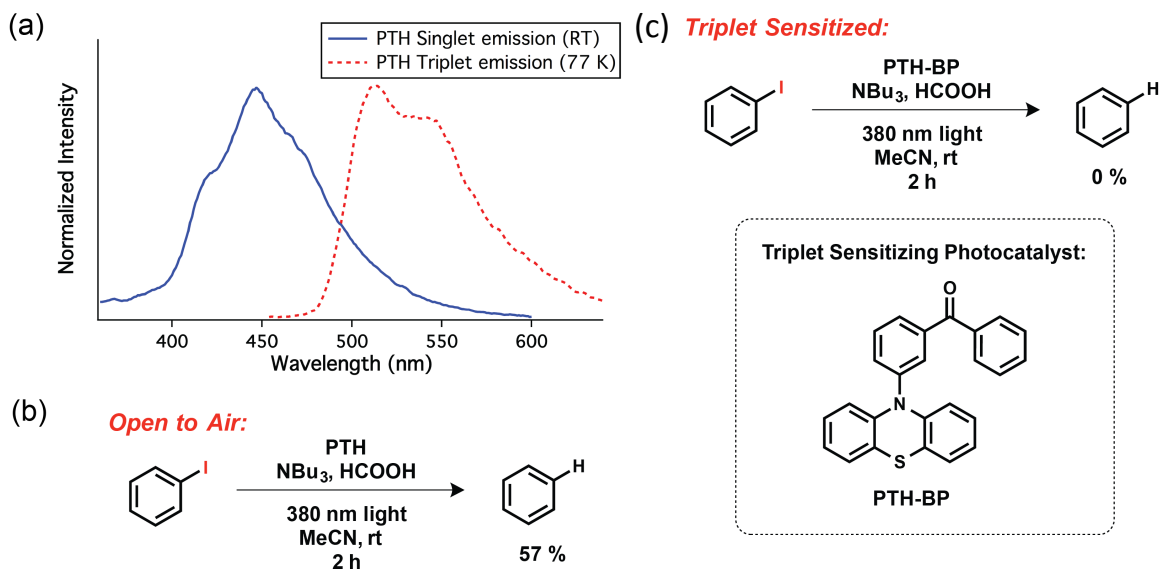 (a)
PTH Singlet emission (RT)
PTH Triplet emission (77 K)
Normalized Intensity
400
450
500
550
600
Wavelength (nm)
(b)
Open to Air:
I
PTH
NBu3, HCOOH
380 nm light
MeCN, rt
2 h
H
57 %
(c)
Triplet Sensitized:
I
PTH-BP
NBu3, HCOOH
380 nm light
MeCN, rt
2 h
H
0 %
Triplet Sensitizing Photocatalyst:
O
N
S
PTH-BP